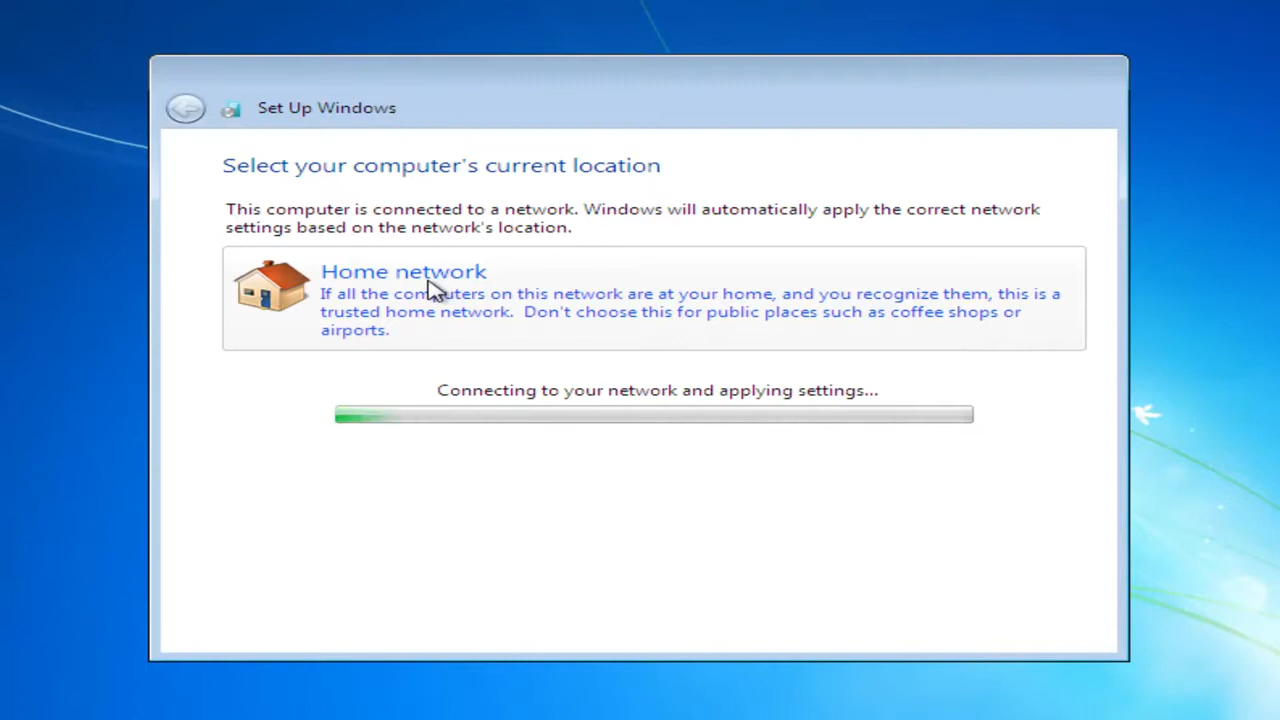 Set Up Windows
Select your computer's current location
This computer is connected to a network. Windows will automatically apply the correct network
settings based on the network's location.
Home network
If all the computers on this network are at your home, and you recognize them, this is a
trusted home network. Don't choose this for public places such as coffee shops or
airports.
Connecting to your network and applying settings...